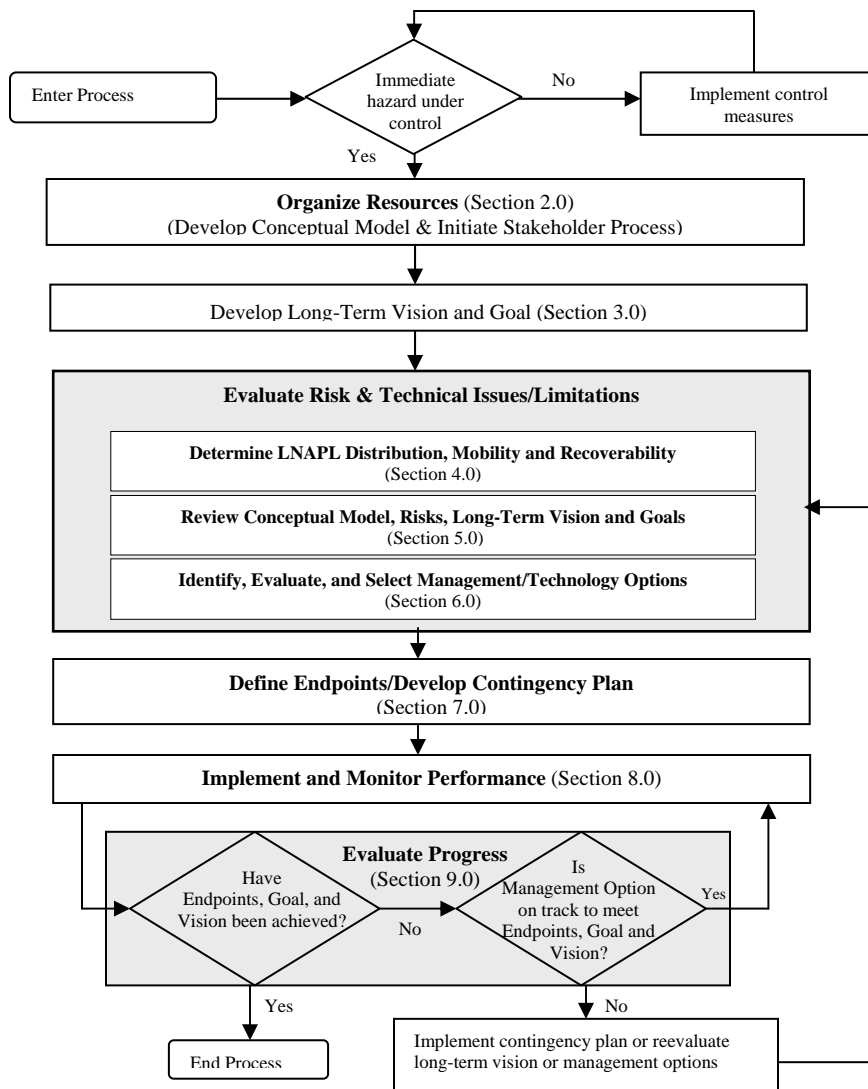 Enter Process
Immediate
hazard under
control
No
Implement control
measures
Yes
Organize Resources (Section 2.0)
(Develop Conceptual Model & Initiate Stakeholder Process)
Develop Long-Term Vision and Goal (Section 3.0)
Evaluate Risk & Technical Issues/Limitations
Determine LNAPL Distribution, Mobility and Recoverability
(Section 4.0)
Review Conceptual Model, Risks, Long-Term Vision and Goals
(Section 5.0)
Identify, Evaluate, and Select Management/Technology Options
(Section 6.0)
Define Endpoints/Develop Contingency Plan
(Section 7.0)
Implement and Monitor Performance (Section 8.0)
Evaluate Progress
(Section 9.0)
Have
Endpoints, Goal, and
Vision been achieved?
No
Is
Management Option
on track to meet
Endpoints, Goal and
Vision?
Yes
Yes
No
End Process
Implement contingency plan or reevaluate
long-term vision or management options